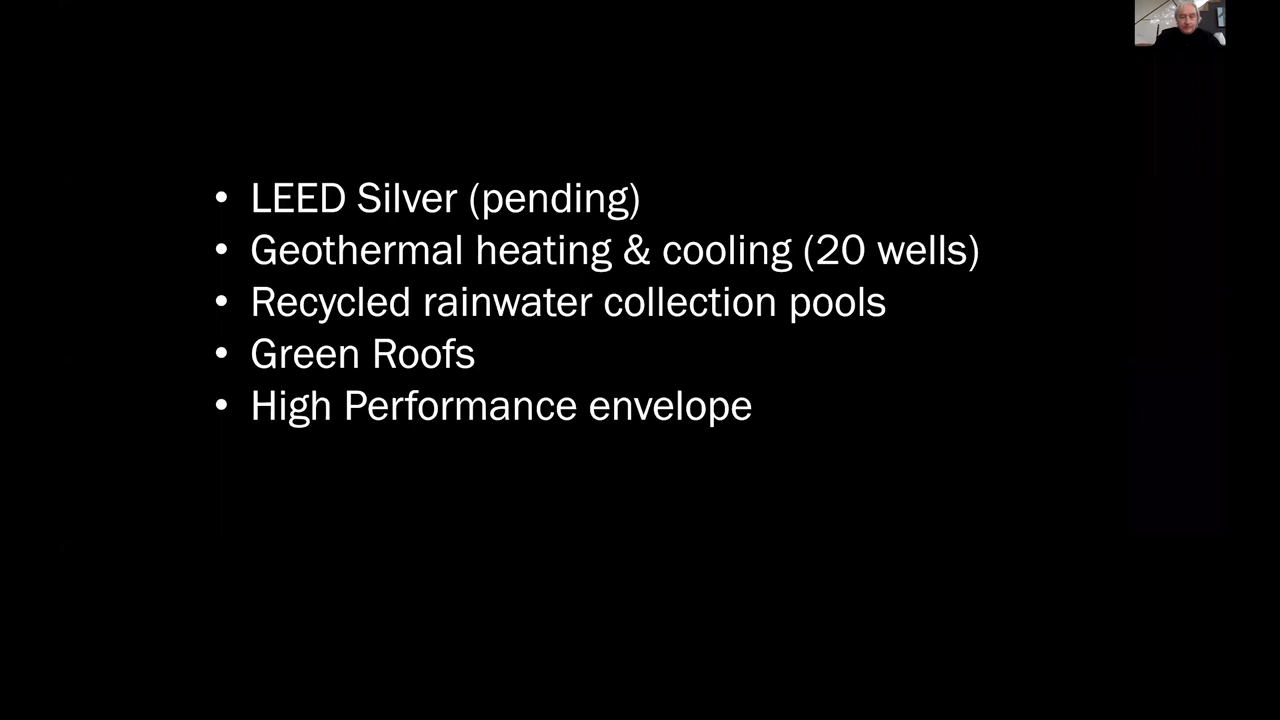 • LEED Silver (pending)
• Geothermal heating & cooling (20 wells)
• Recycled rainwater collection pools
• Green Roofs
• High Performance envelope